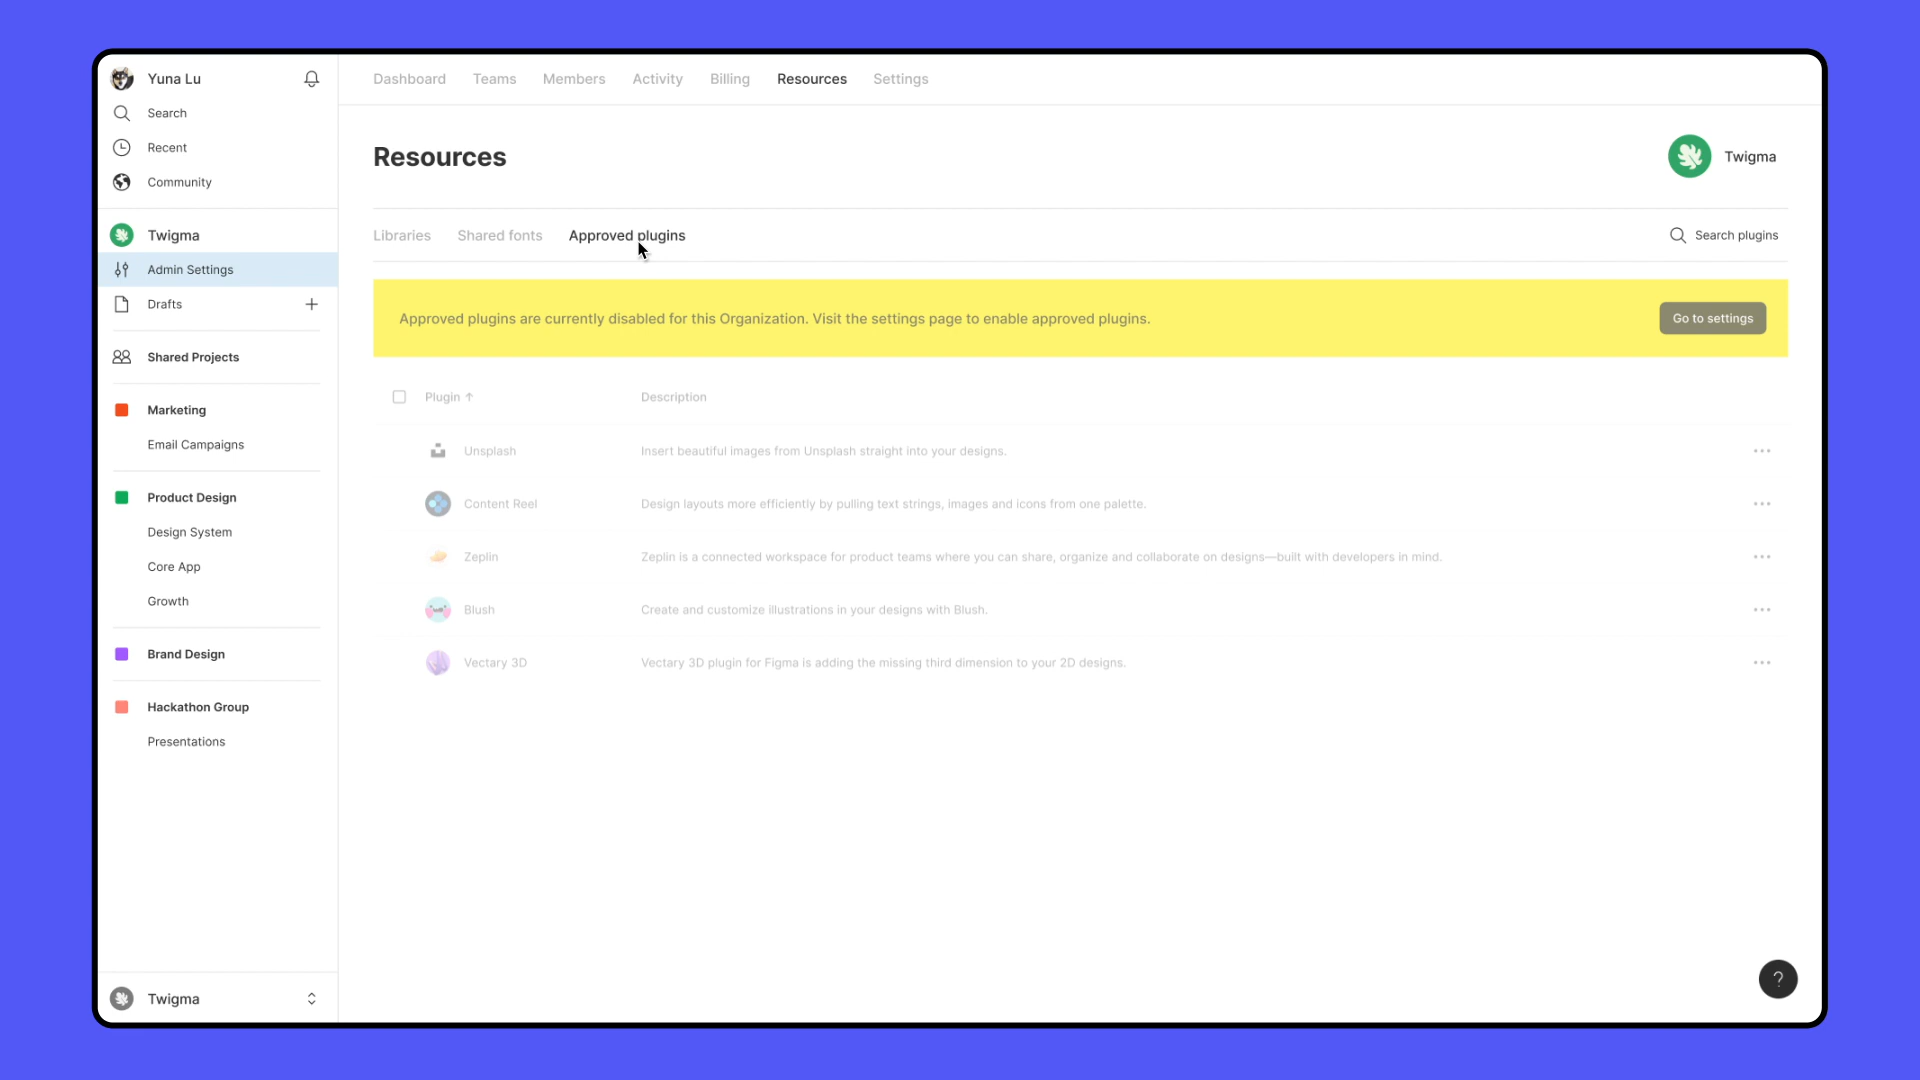 Yuna Lu
Search
Recent
Community
Twigma
Admin Settings
Drafts
Shared Projects
Marketing
Email Campaigns
Product Design
Design System
Core App
Growth
Brand Design
Hackathon Group
Presentations
Twigma
Dashboard Teams Members Activity Billing Resources Settings
Resources
Twigma
Libraries Shared fonts Approved plugins
Search plugins
Approved plugins are currently disabled for this Organization. Visit the settings page to enable approved plugins.
Go to settings
Plugin ↑ Description
Unsplash Insert beautiful images from Unsplash straight into your designs.
Content Reel Design layouts more efficiently by pulling text strings, images and icons from one palette.
Zeplin Zeplin is a connected workspace for product teams where you can share, organize and collaborate on designs—built with developers in mind.
Blush Create and customize illustrations in your designs with Blush.
Vectary 3D Vectary 3D plugin for Figma is adding the missing third dimension to your 2D designs.
?